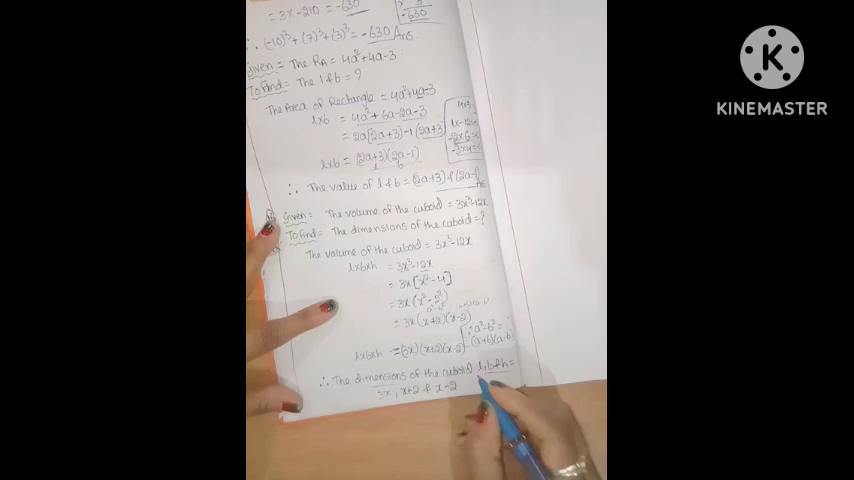 = 3x-210 = -630
-630
∴ (-10)³ + (7)³ + (3)³ = -630 Ans.
Given = The RA = 4a²+4a-3
To find = The l & b = ?
The Area of Rectangle = 4a²+4a-3
l×b = 4a²+6a-2a-3
= 2a[2a+3]-1(2a+3)
l×b = (2a+3)(2a-1)
l b
∴ The value of l & b = (2a+3) & (2a-1)
Given = The volume of the cuboid = 3x³-12x
To find = The dimensions of the cuboid = ?
The volume of the cuboid = 3x³-12x
l×b×h = 3x³-12x
= 3x[x²-4]
= 3x(x²-2²)
= 3x(x+2)(x-2)
∵ a²-b² =
(a+b)(a-b)
l×b×h = (3x)(x+2)(x-2)
∴ The dimensions of the cuboid l, b & h =
3x, x+2 & x-2
KINEMASTER